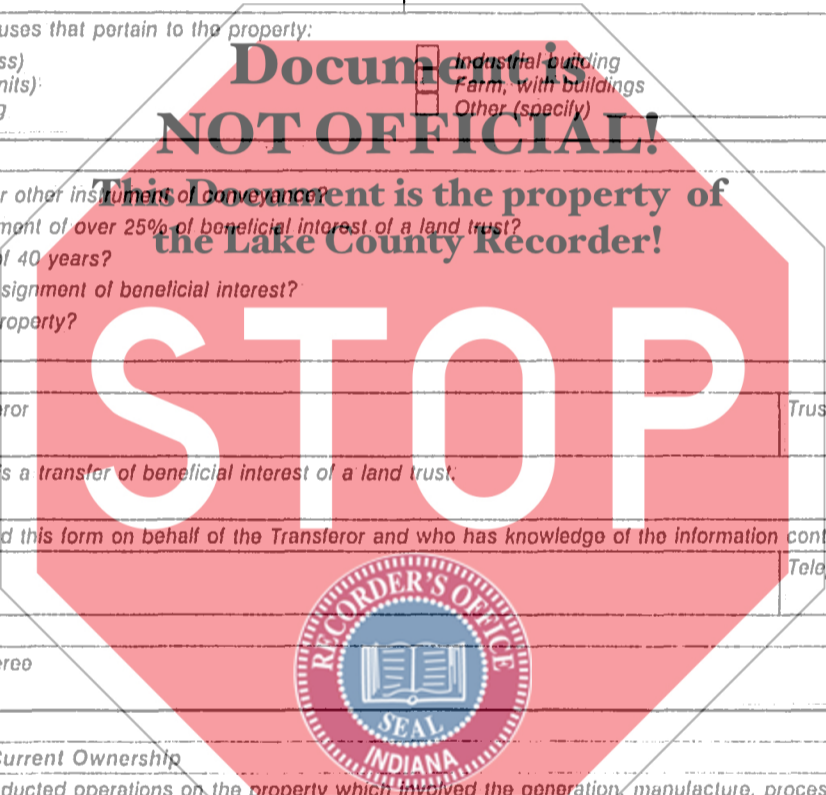 uses that pertain to the property:
ss)
Document is
Industrial building
nits)
Farm, with buildings
g
Other (specify)
NOT OFFICIAL!
r other instrument of conveyance?
This Document is the property of
ment of over 25% of beneficial interest of a land trust?
the Lake County Recorder!
f 40 years?
signment of beneficial interest?
roperty?
STOP
eror
Trus
is a transfer of beneficial interest of a land trust.
d this form on behalf of the Transferor and who has knowledge of the information cont
Tele
RECORDER'S OFFICE
SEAL
INDIANA
eree
Current Ownership
ducted operations on the property which involved the generation, manufacture, proces